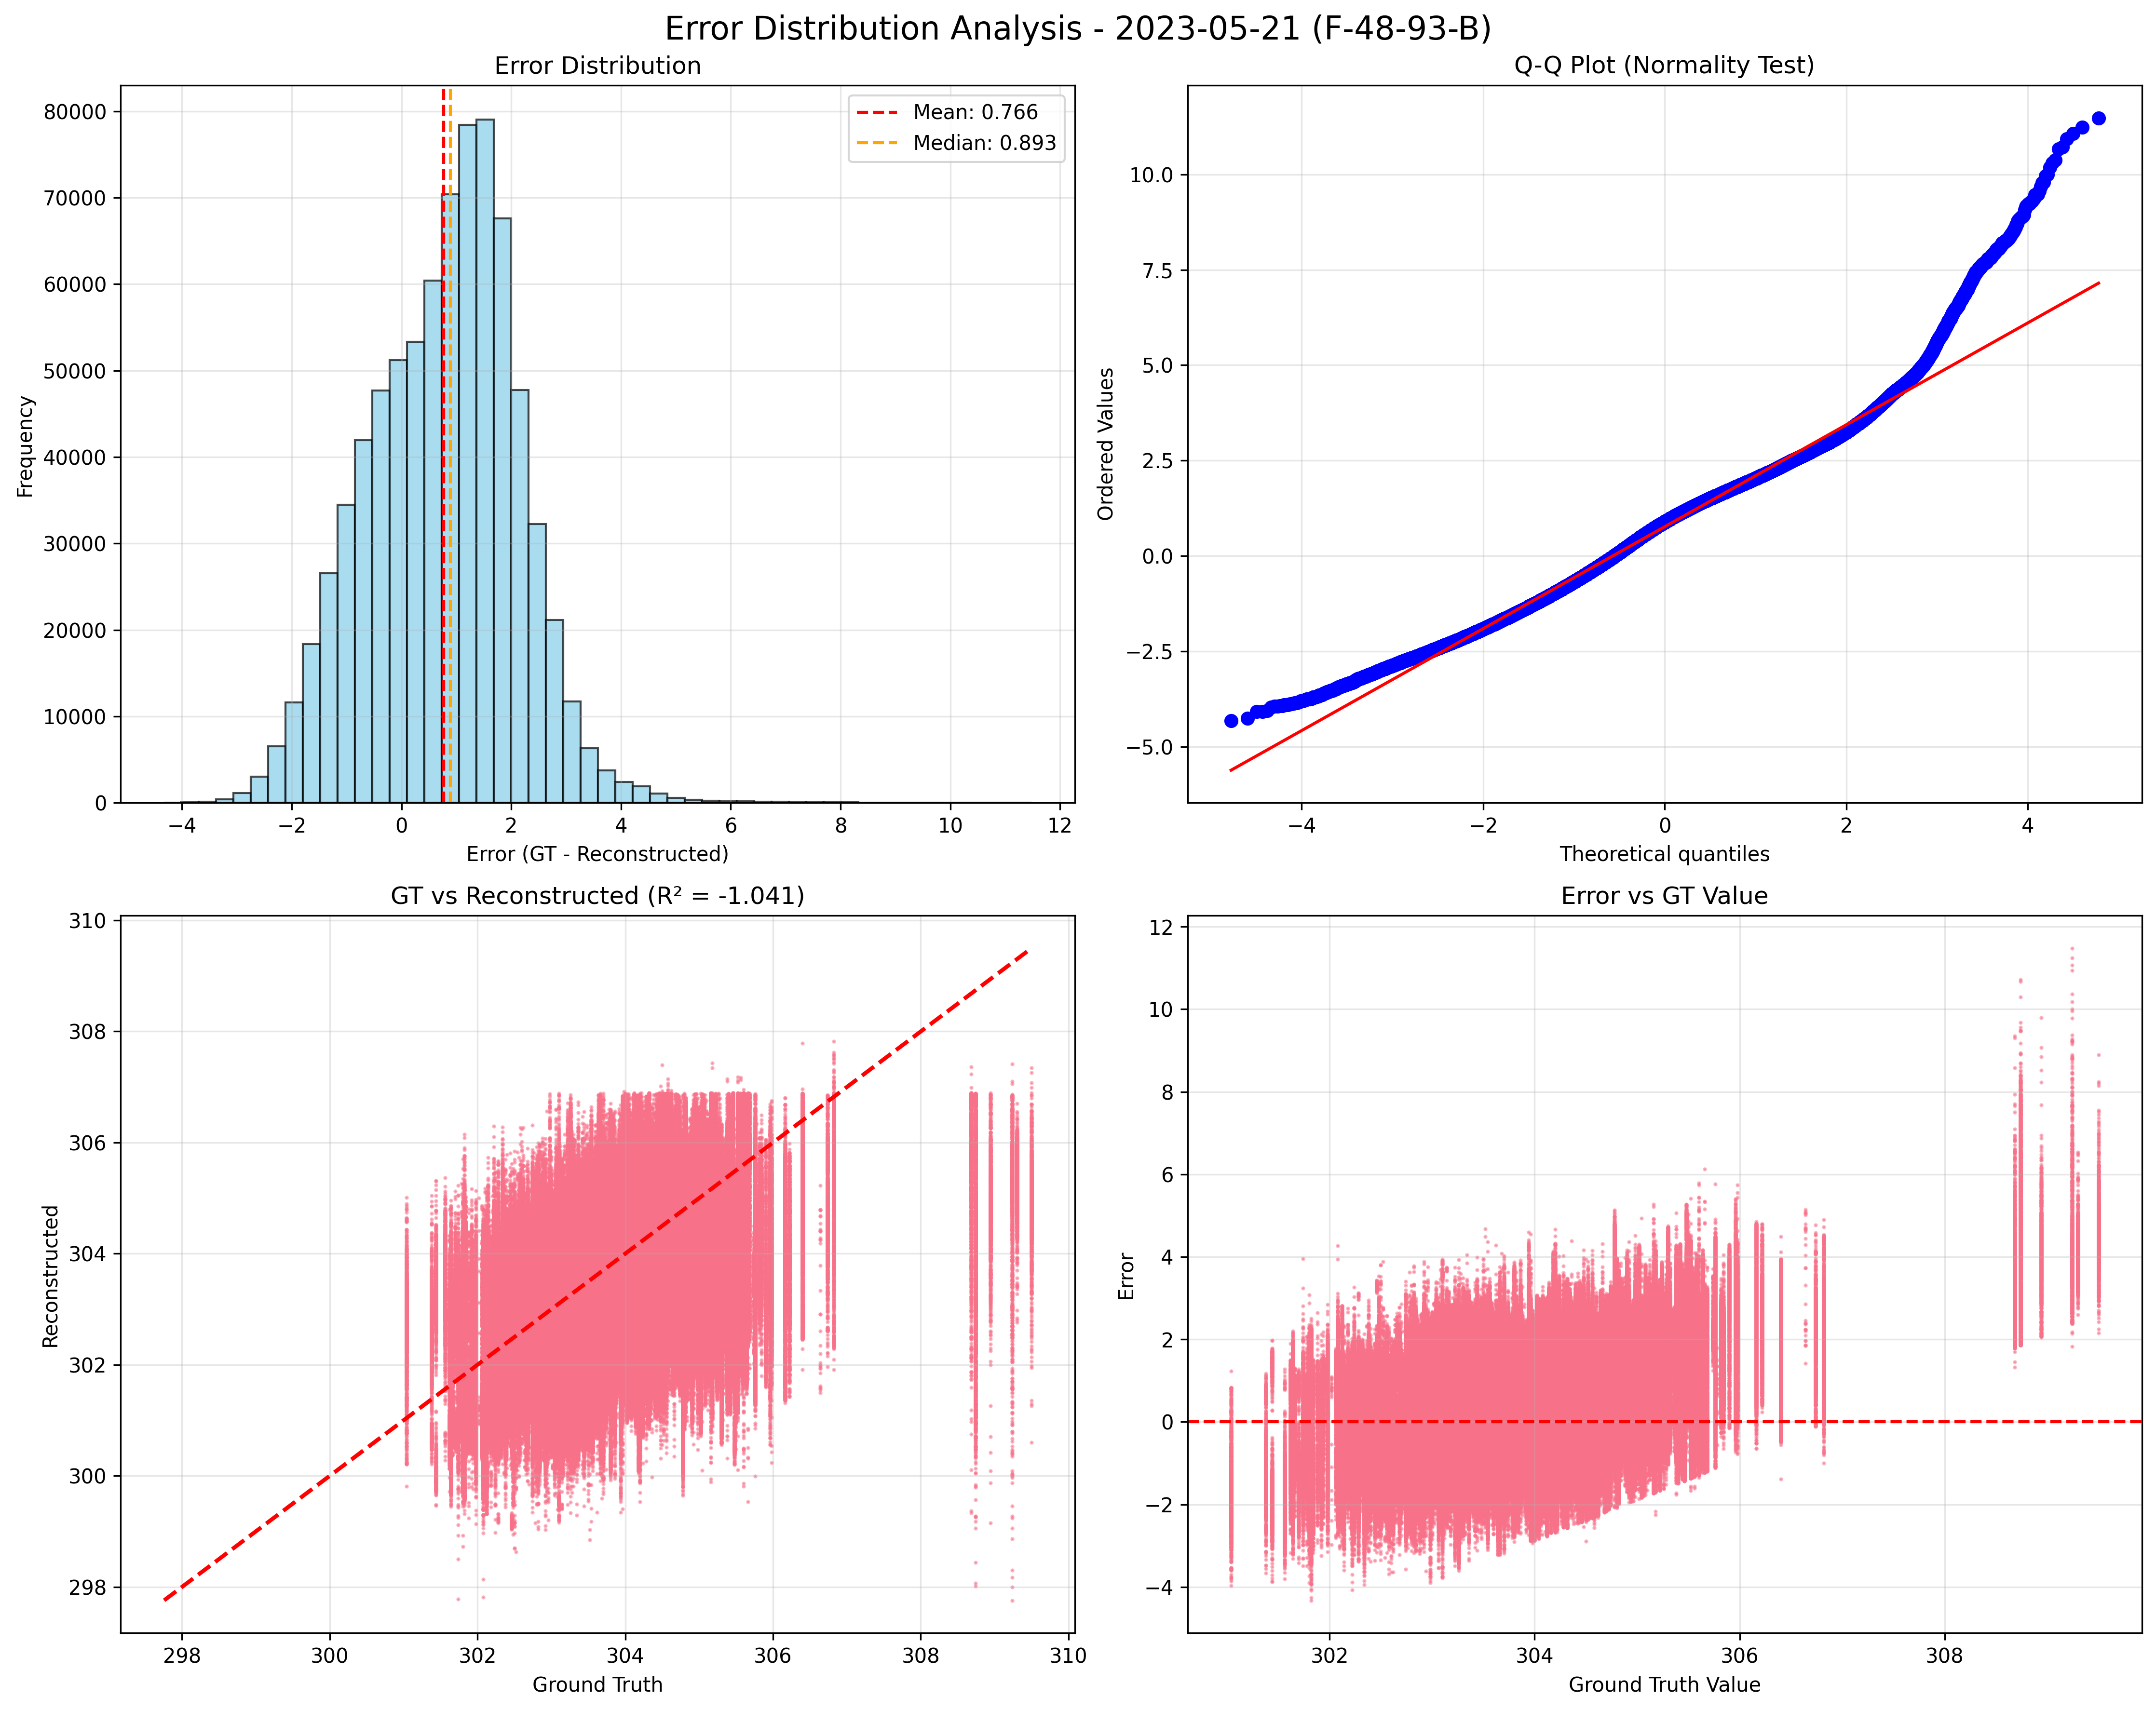 Error Distribution Analysis - 2023-05-21 (F-48-93-B)
Error Distribution
Frequency
80000
70000
60000
50000
40000
30000
20000
10000
0
Mean: 0.766
Median: 0.893
−4 −2 0 2 4 6 8 10 12
Error (GT - Reconstructed)
Q-Q Plot (Normality Test)
Ordered Values
10.0
7.5
5.0
2.5
0.0
−2.5
−5.0
−4 −2 0 2 4
Theoretical quantiles
GT vs Reconstructed (R² = -1.041)
Reconstructed
310
308
306
304
302
300
298
298 300 302 304 306 308 310
Ground Truth
Error vs GT Value
Error
12
10
8
6
4
2
0
−2
−4
302 304 306 308
Ground Truth Value